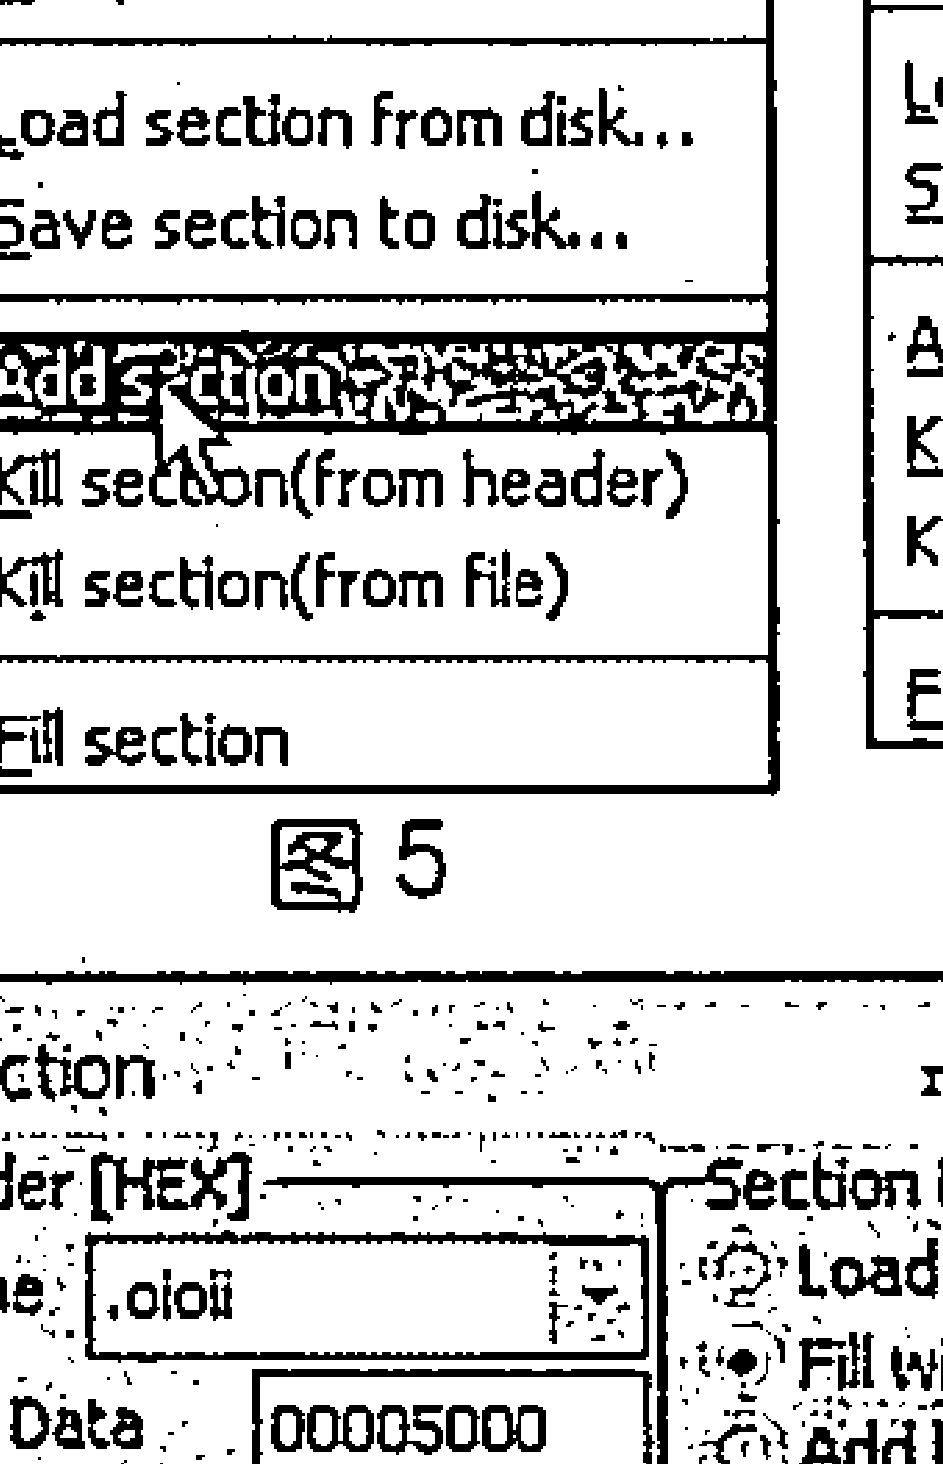 Load section from disk...
Save section to disk...
Add section
Kill section(from header)
Kill section(from file)
Fill section
图 5
ction
der [HEX]
Section
.oioii
Load
Fill wi
Data
00005000
Add